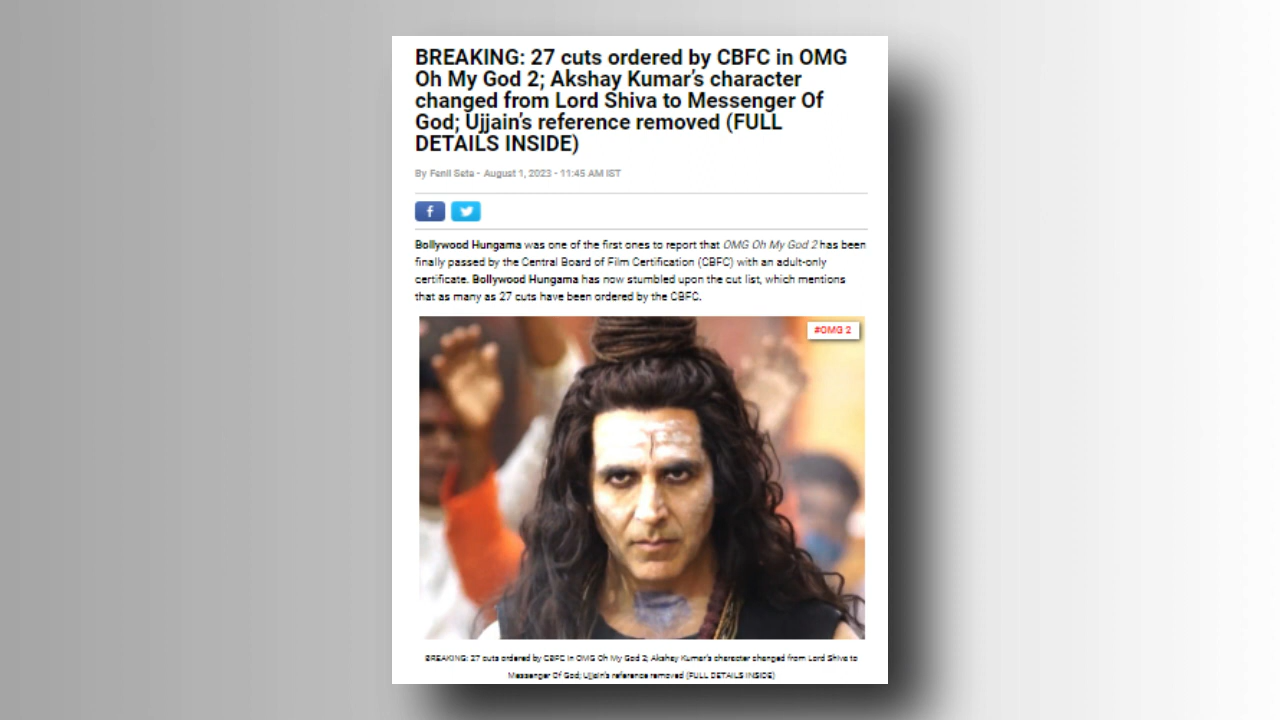 BREAKING: 27 cuts ordered by CBFC in OMG
Oh My God 2; Akshay Kumar's character
changed from Lord Shiva to Messenger Of
God; Ujjain's reference removed (FULL
DETAILS INSIDE)
By Fenil Seta - August 1, 2023 - 11:45 AM IST
Bollywood Hungama was one of the first ones to report that OMG Oh My God 2 has been
finally passed by the Central Board of Film Certification (CBFC) with an adult-only
certificate. Bollywood Hungama has now stumbled upon the cut list, which mentions
that as many as 27 cuts have been ordered by the CBFC.
#OMG 2
BREAKING: 27 cuts ordered by CBFC in OMG Oh My God 2; Akshay Kumar's character changed from Lord Shiva to
Messenger Of God; Ujjain's reference removed (FULL DETAILS INSIDE)